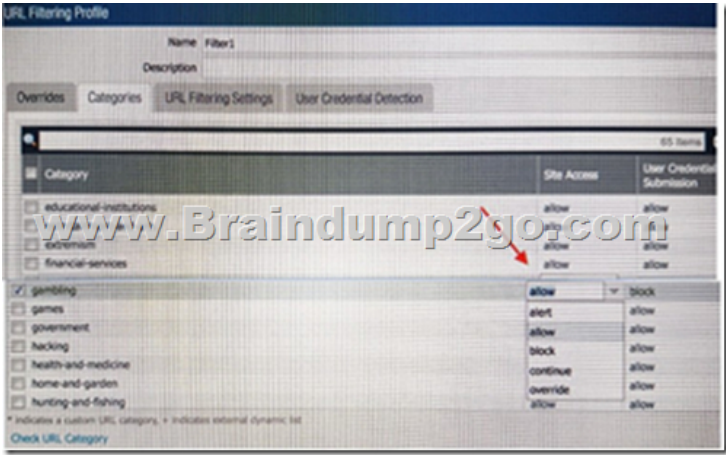 URL Filtering Profile
Name Filter1
Description
Overrides Categories URL Filtering Settings User Credential Detection
65 items
Category Site Access User Credential Submission
educational-institutions allow allow
www.Braindump2go.com
extremism allow allow
financial-services allow allow
gambling allow block
games alert allow
government allow allow
hacking block allow
health-and-medicine continue allow
home-and-garden override allow
hunting-and-fishing allow allow
* indicates a custom URL category, + indicates external dynamic list
Check URL Category